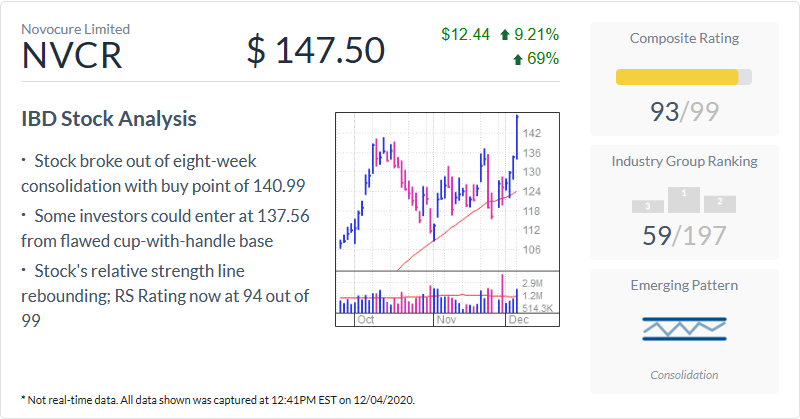 Novocure Limited
NVCR
$ 147.50
$12.44 9.21%
69%
IBD Stock Analysis
· Stock broke out of eight-week
consolidation with buy point of 140.99
· Some investors could enter at 137.56
from flawed cup-with-handle base
· Stock's relative strength line
rebounding; RS Rating now at 94 out of
99
142
136
130
124
118
112
106
2.9M
1.2M
514.3K
Oct Nov Dec
Composite Rating
93/99
Industry Group Ranking
3 1 2
59/197
Emerging Pattern
Consolidation
* Not real-time data. All data shown was captured at 12:41PM EST on 12/04/2020.